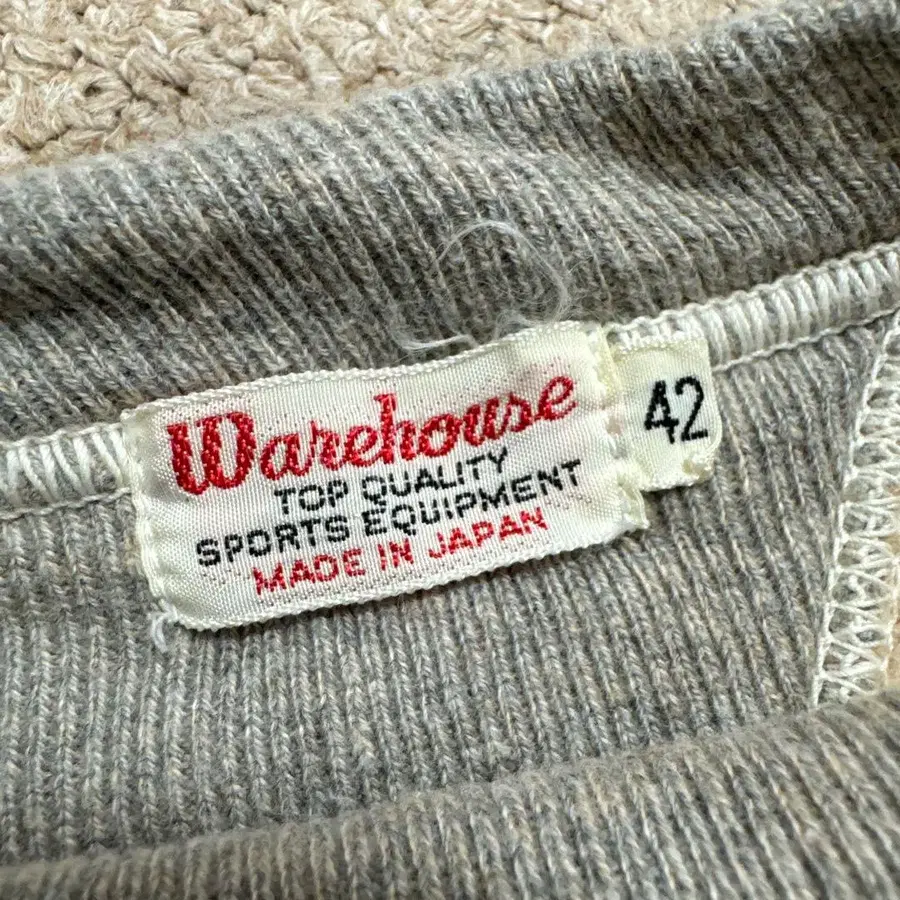 Warehouse
TOP QUALITY
SPORTS EQUIPMENT
MADE IN JAPAN
42